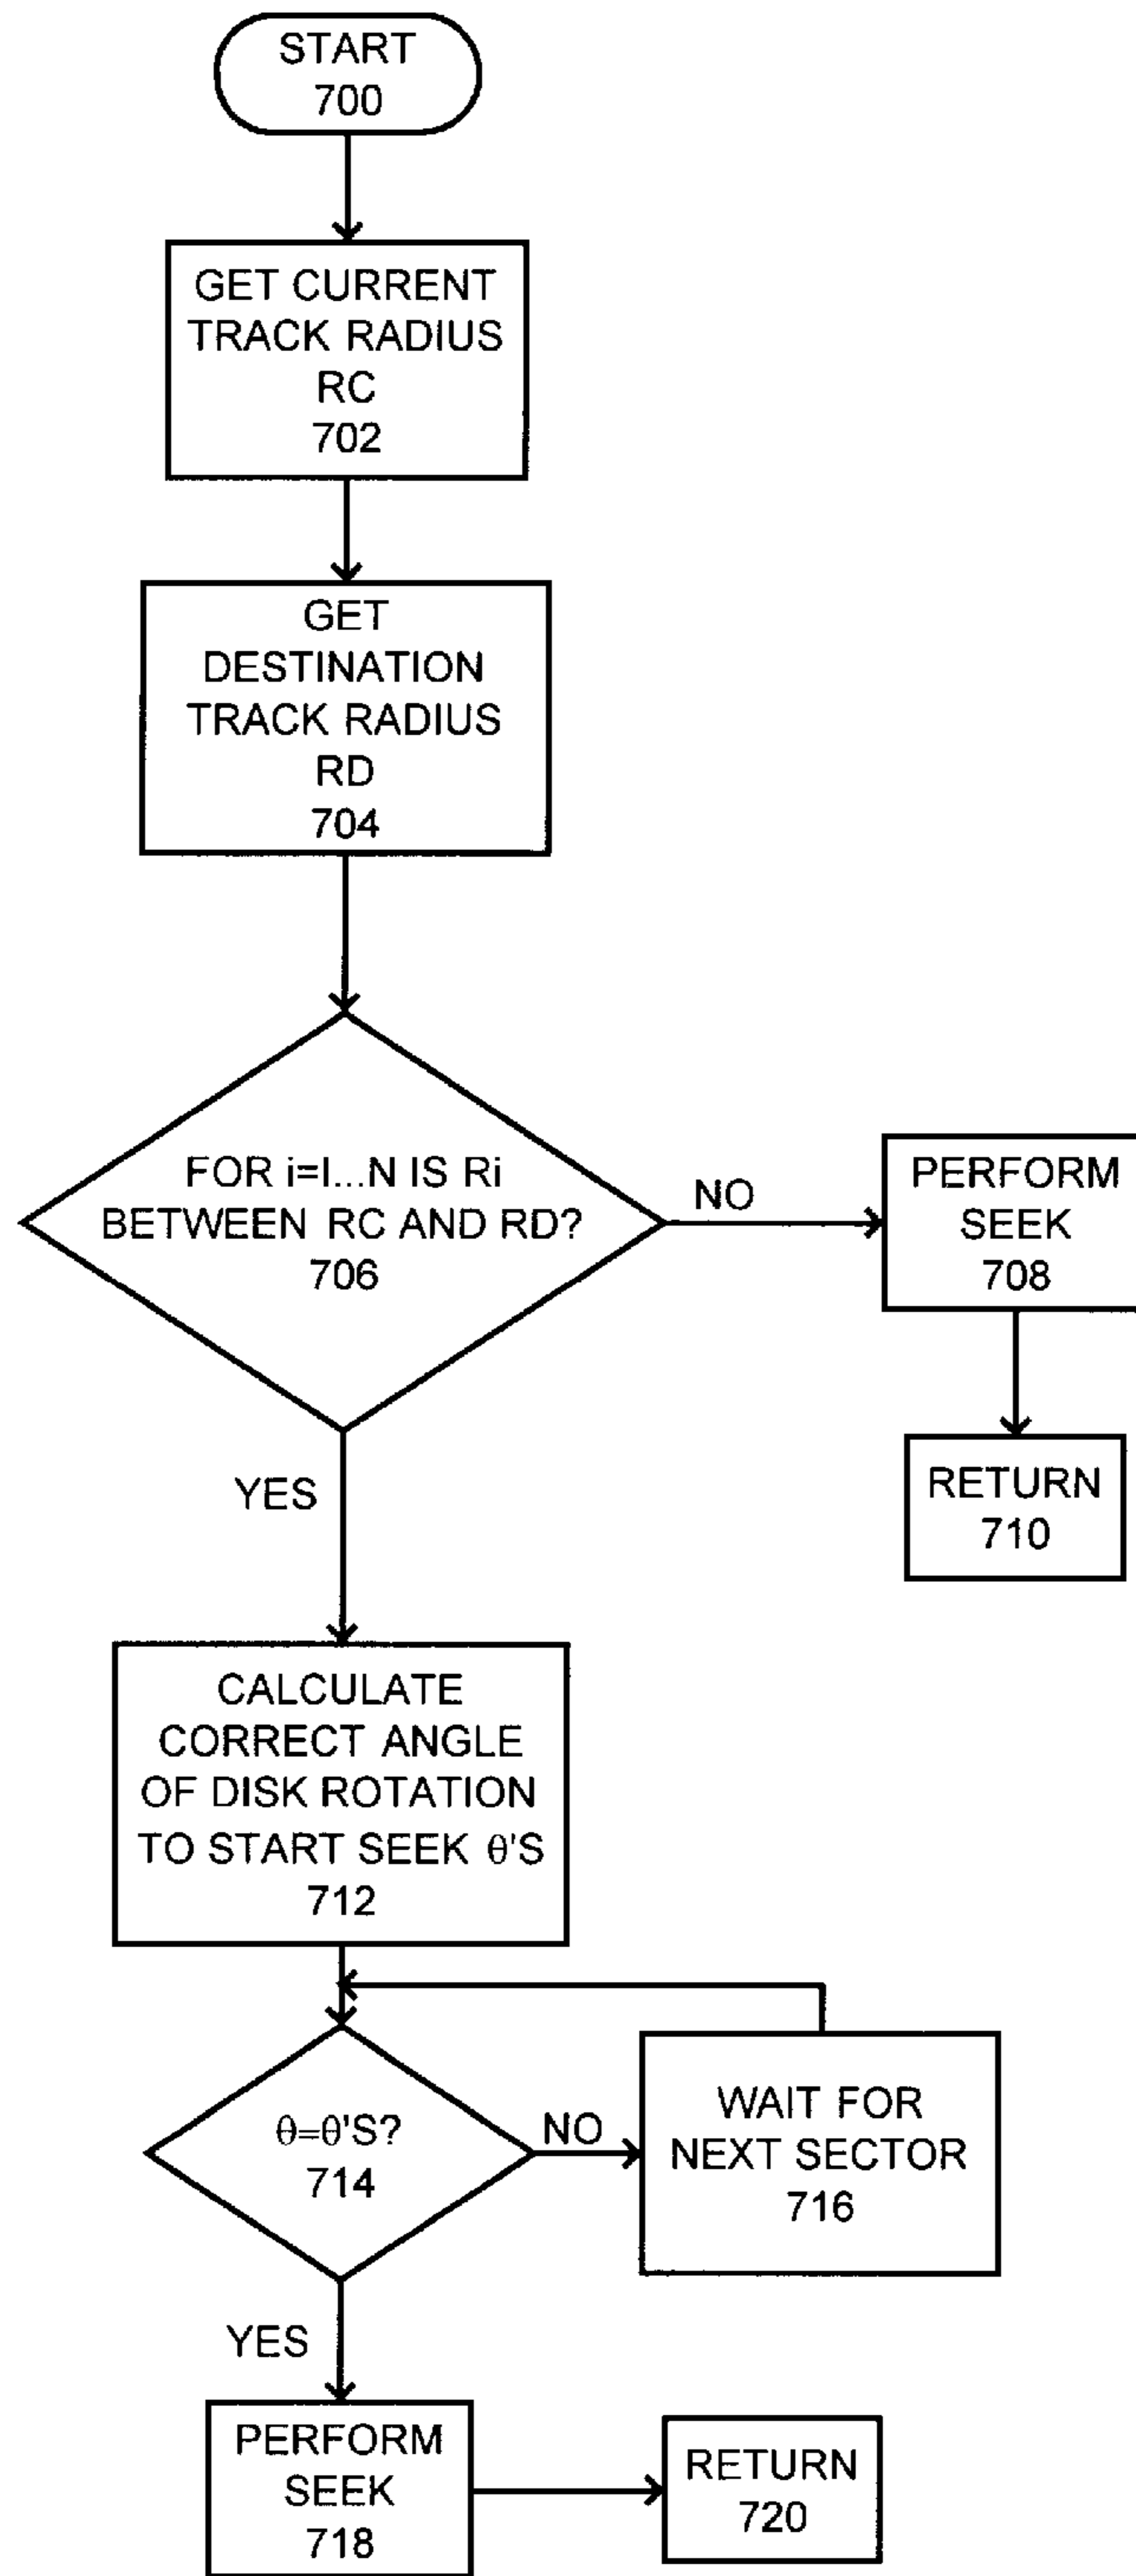 START
700
GET CURRENT
TRACK RADIUS
RC
702
GET
DESTINATION
TRACK RADIUS
RD
704
FOR i=I...N IS Ri
BETWEEN RC AND RD?
706
NO
PERFORM
SEEK
708
RETURN
710
YES
CALCULATE
CORRECT ANGLE
OF DISK ROTATION
TO START SEEK θ'S
712
θ=θ'S?
714
NO
WAIT FOR
NEXT SECTOR
716
YES
PERFORM
SEEK
718
RETURN
720